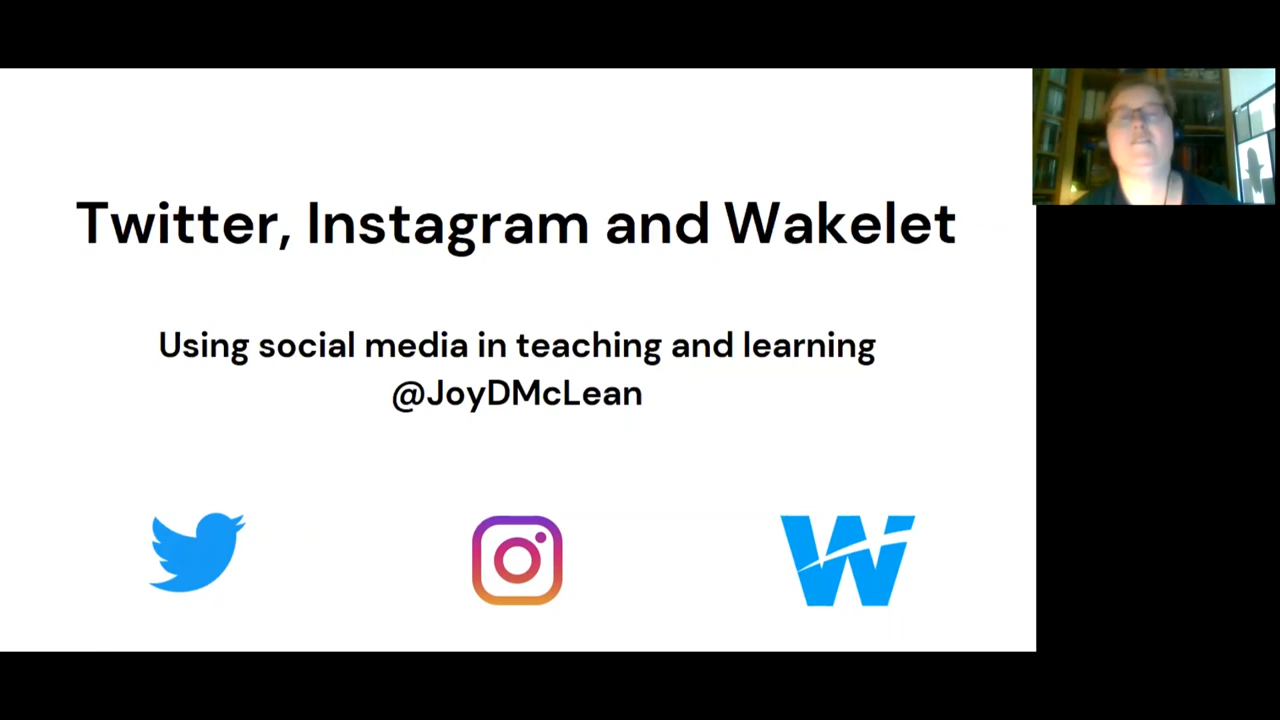 Twitter, Instagram and Wakelet
Using social media in teaching and learning
@JoyDMcLean